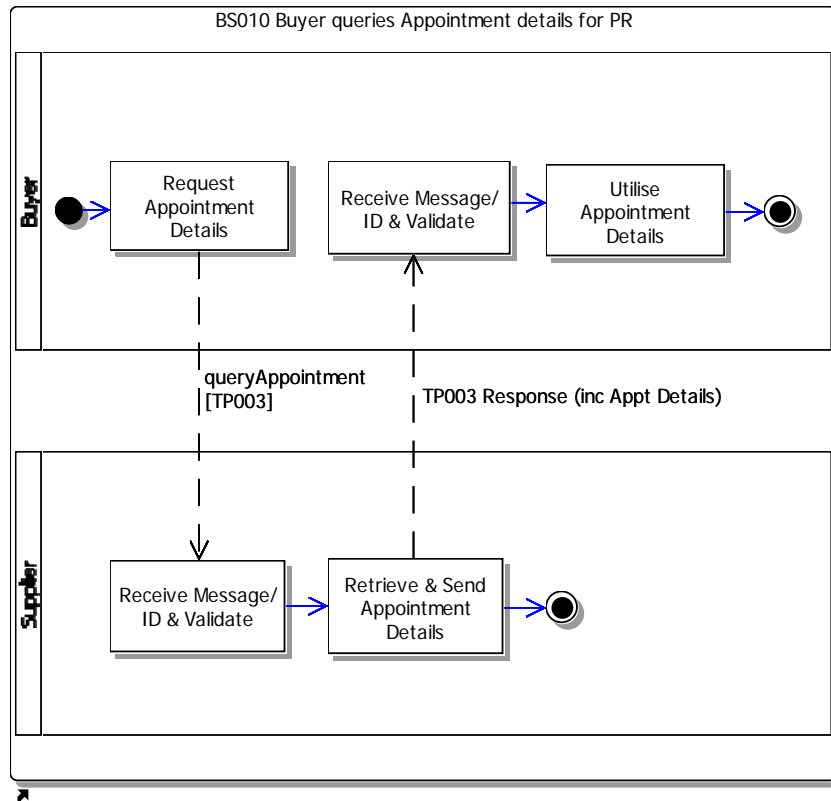 BS010 Buyer queries Appointment details for PR
Buyer
Request
Appointment
Details
Receive Message/
ID & Validate
Utilise
Appointment
Details
queryAppointment
[TP003]
TP003 Response (inc Appt Details)
Supplier
Receive Message/
ID & Validate
Retrieve & Send
Appointment
Details